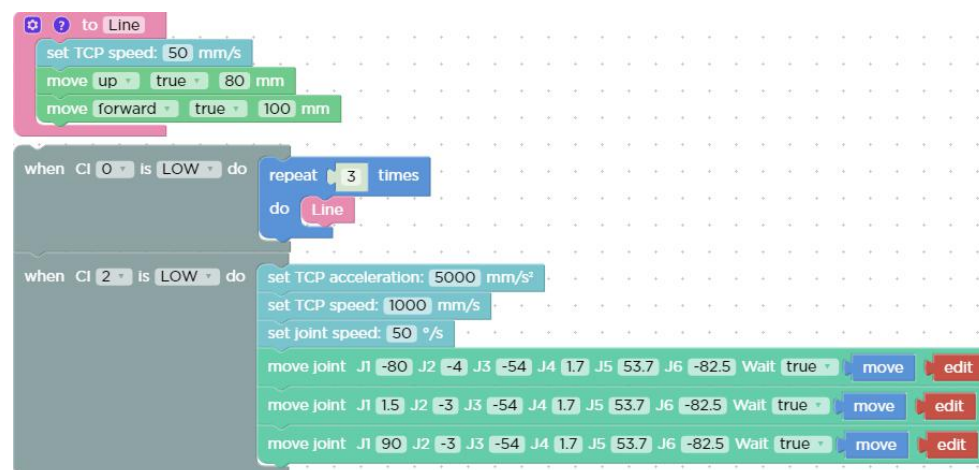 ? to Line
set TCP speed: 50 mm/s
move up true 80 mm
move forward true 100 mm
when CI 0 is LOW do
repeat 3 times
do Line
when CI 2 is LOW do
set TCP acceleration: 5000 mm/s²
set TCP speed: 1000 mm/s
set joint speed: 50 °/s
move joint J1 -80 J2 -4 J3 -54 J4 1.7 J5 53.7 J6 -82.5 Wait true move edit
move joint J1 1.5 J2 -3 J3 -54 J4 1.7 J5 53.7 J6 -82.5 Wait true move edit
move joint J1 90 J2 -3 J3 -54 J4 1.7 J5 53.7 J6 -82.5 Wait true move edit